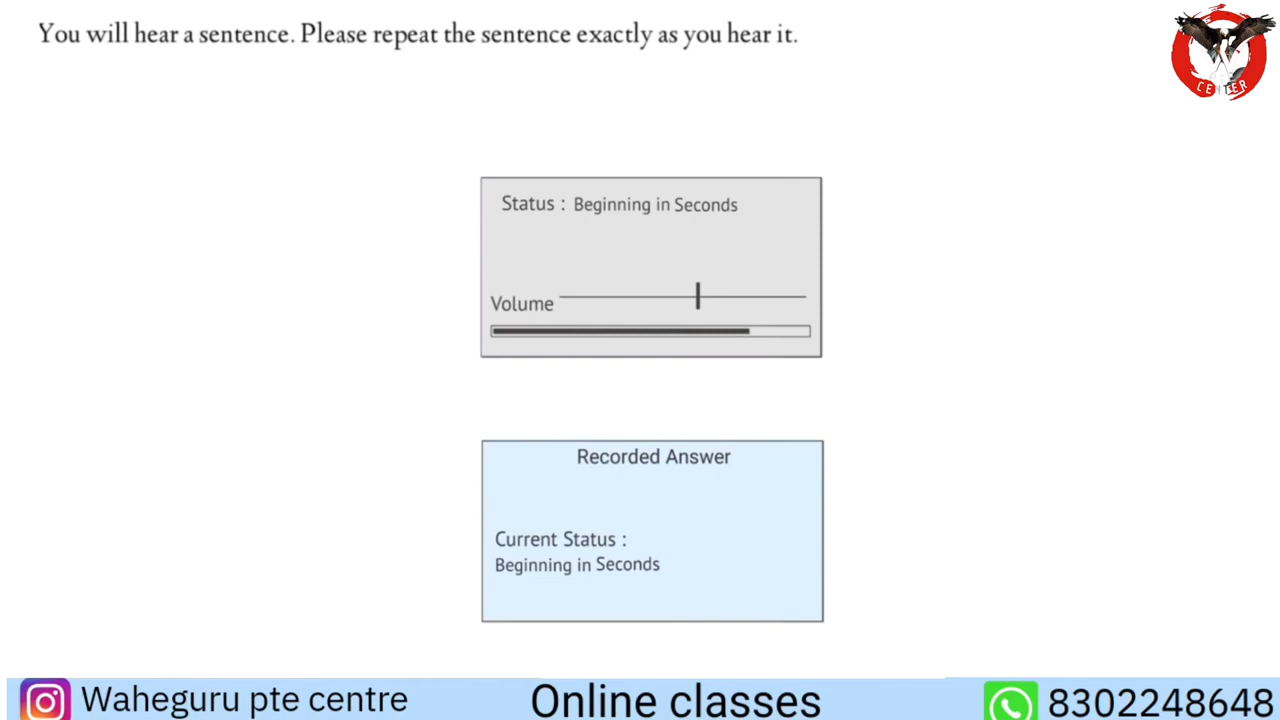 You will hear a sentence. Please repeat the sentence exactly as you hear it.
CENTER
Status : Beginning in Seconds
Volume
Recorded Answer
Current Status :
Beginning in Seconds
Waheguru pte centre
Online classes
8302248648